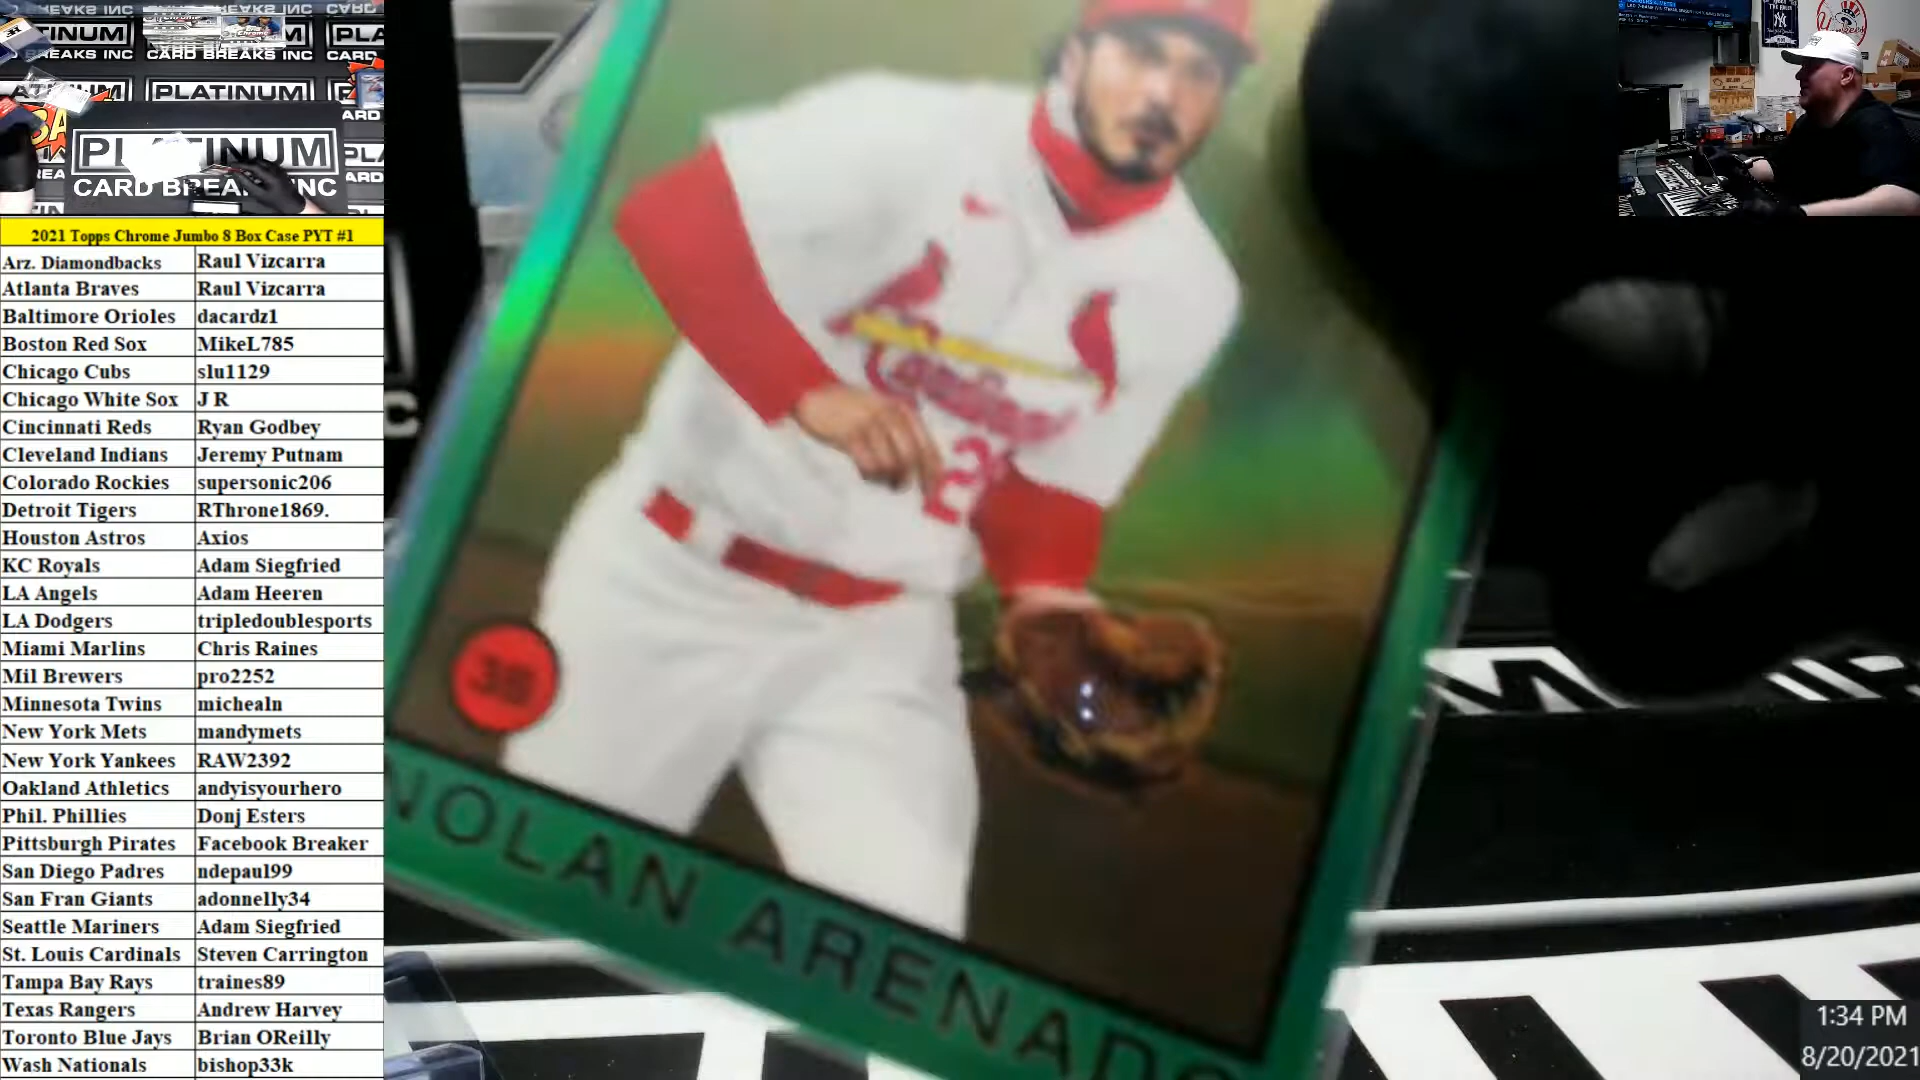 PLATINUM
CARD BREAKS INC
2021 Topps Chrome Jumbo 8 Box Case PYT #1
Arz. Diamondbacks Raul Vizcarra
Atlanta Braves Raul Vizcarra
Baltimore Orioles dacardz1
Boston Red Sox MikeL785
Chicago Cubs slu1129
Chicago White Sox J R
Cincinnati Reds Ryan Godbey
Cleveland Indians Jeremy Putnam
Colorado Rockies supersonic206
Detroit Tigers RThrone1869.
Houston Astros Axios
KC Royals Adam Siegfried
LA Angels Adam Heeren
LA Dodgers tripledoublesports
Miami Marlins Chris Raines
Mil Brewers pro2252
Minnesota Twins michealn
New York Mets mandymets
New York Yankees RAW2392
Oakland Athletics andyisyourhero
Phil. Phillies Donj Esters
Pittsburgh Pirates Facebook Breaker
San Diego Padres ndepaul99
San Fran Giants adonnelly34
Seattle Mariners Adam Siegfried
St. Louis Cardinals Steven Carrington
Tampa Bay Rays traines89
Texas Rangers Andrew Harvey
Toronto Blue Jays Brian OReilly
Wash Nationals bishop33k
Cardinals
NOLAN ARENADO
1:34 PM
8/20/2021